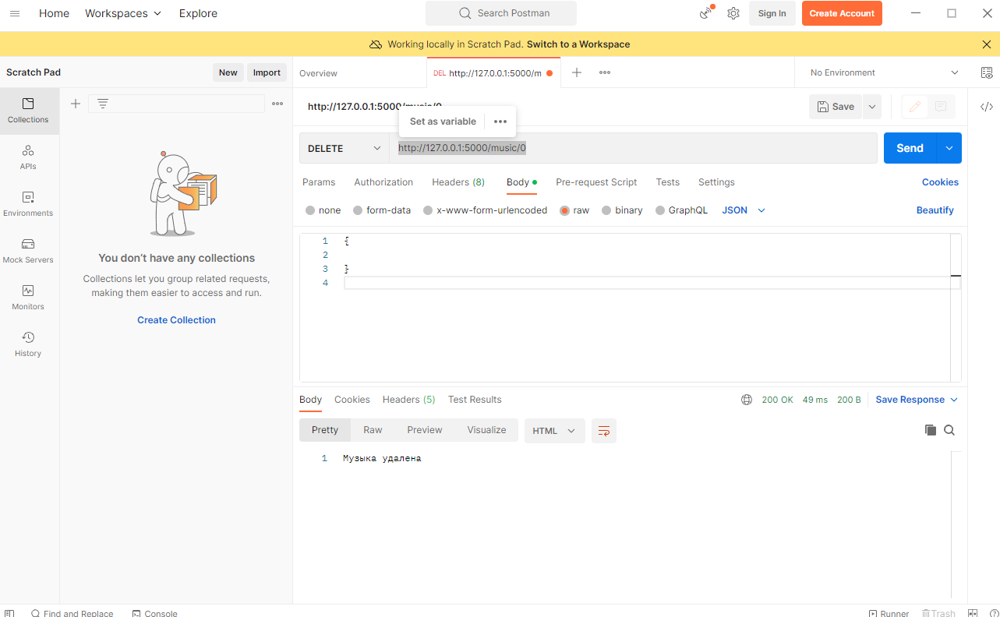 Home Workspaces Explore Search Postman Sign In Create Account
Working locally in Scratch Pad. Switch to a Workspace
Scratch Pad New Import Overview DEL http://127.0.0.1:5000/m No Environment
Collections
APIs
Environments
Mock Servers
Monitors
History
You don't have any collections
Collections let you group related requests,
making them easier to access and run.
Create Collection
http://127.0.0.1:5000/music/0 Save
Set as variable
DELETE http://127.0.0.1:5000/music/0 Send
Params Authorization Headers (8) Body Pre-request Script Tests Settings Cookies
none form-data x-www-form-urlencoded raw binary GraphQL JSON Beautify
1 {
2
3 }
4
Body Cookies Headers (5) Test Results 200 OK 49 ms 200 B Save Response
Pretty Raw Preview Visualize HTML
1 Музыка удалена
Find and Replace Console Runner Trash